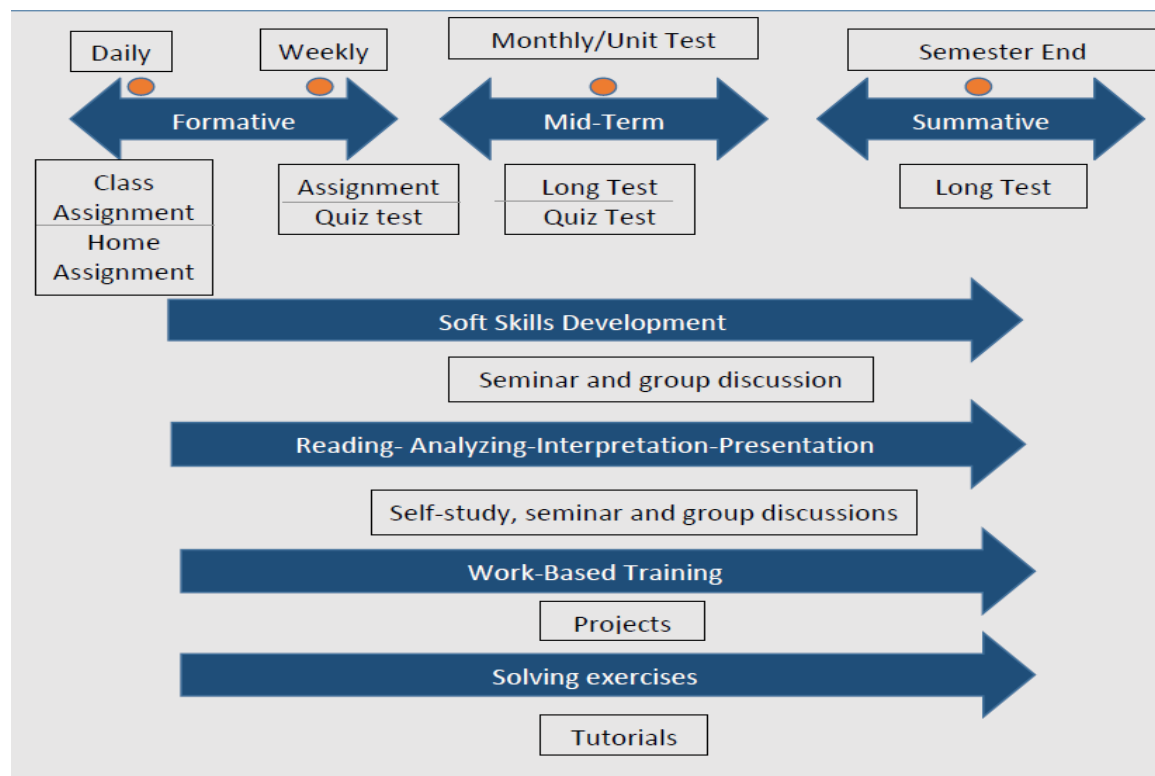 Daily
Weekly
Monthly/Unit Test
Semester End
Formative
Mid-Term
Summative
Class
Assignment
Home
Assignment
Assignment
Quiz test
Long Test
Quiz Test
Long Test
Soft Skills Development
Seminar and group discussion
Reading- Analyzing-Interpretation-Presentation
Self-study, seminar and group discussions
Work-Based Training
Projects
Solving exercises
Tutorials